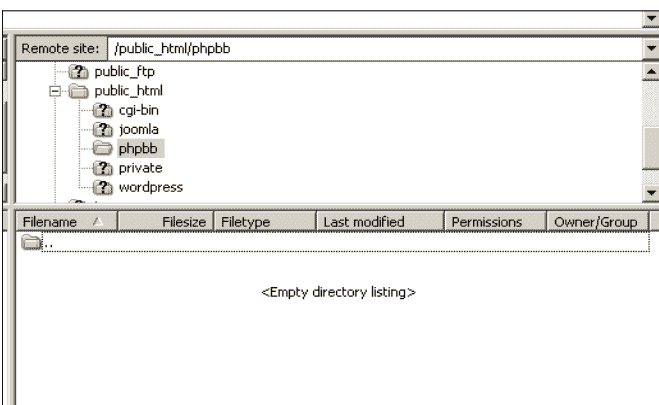 Remote site: /public_html/phpbb
public_ftp
public_html
cgi-bin
joomla
phpbb
private
wordpress
Filename Filesize Filetype Last modified Permissions Owner/Group
..
<Empty directory listing>